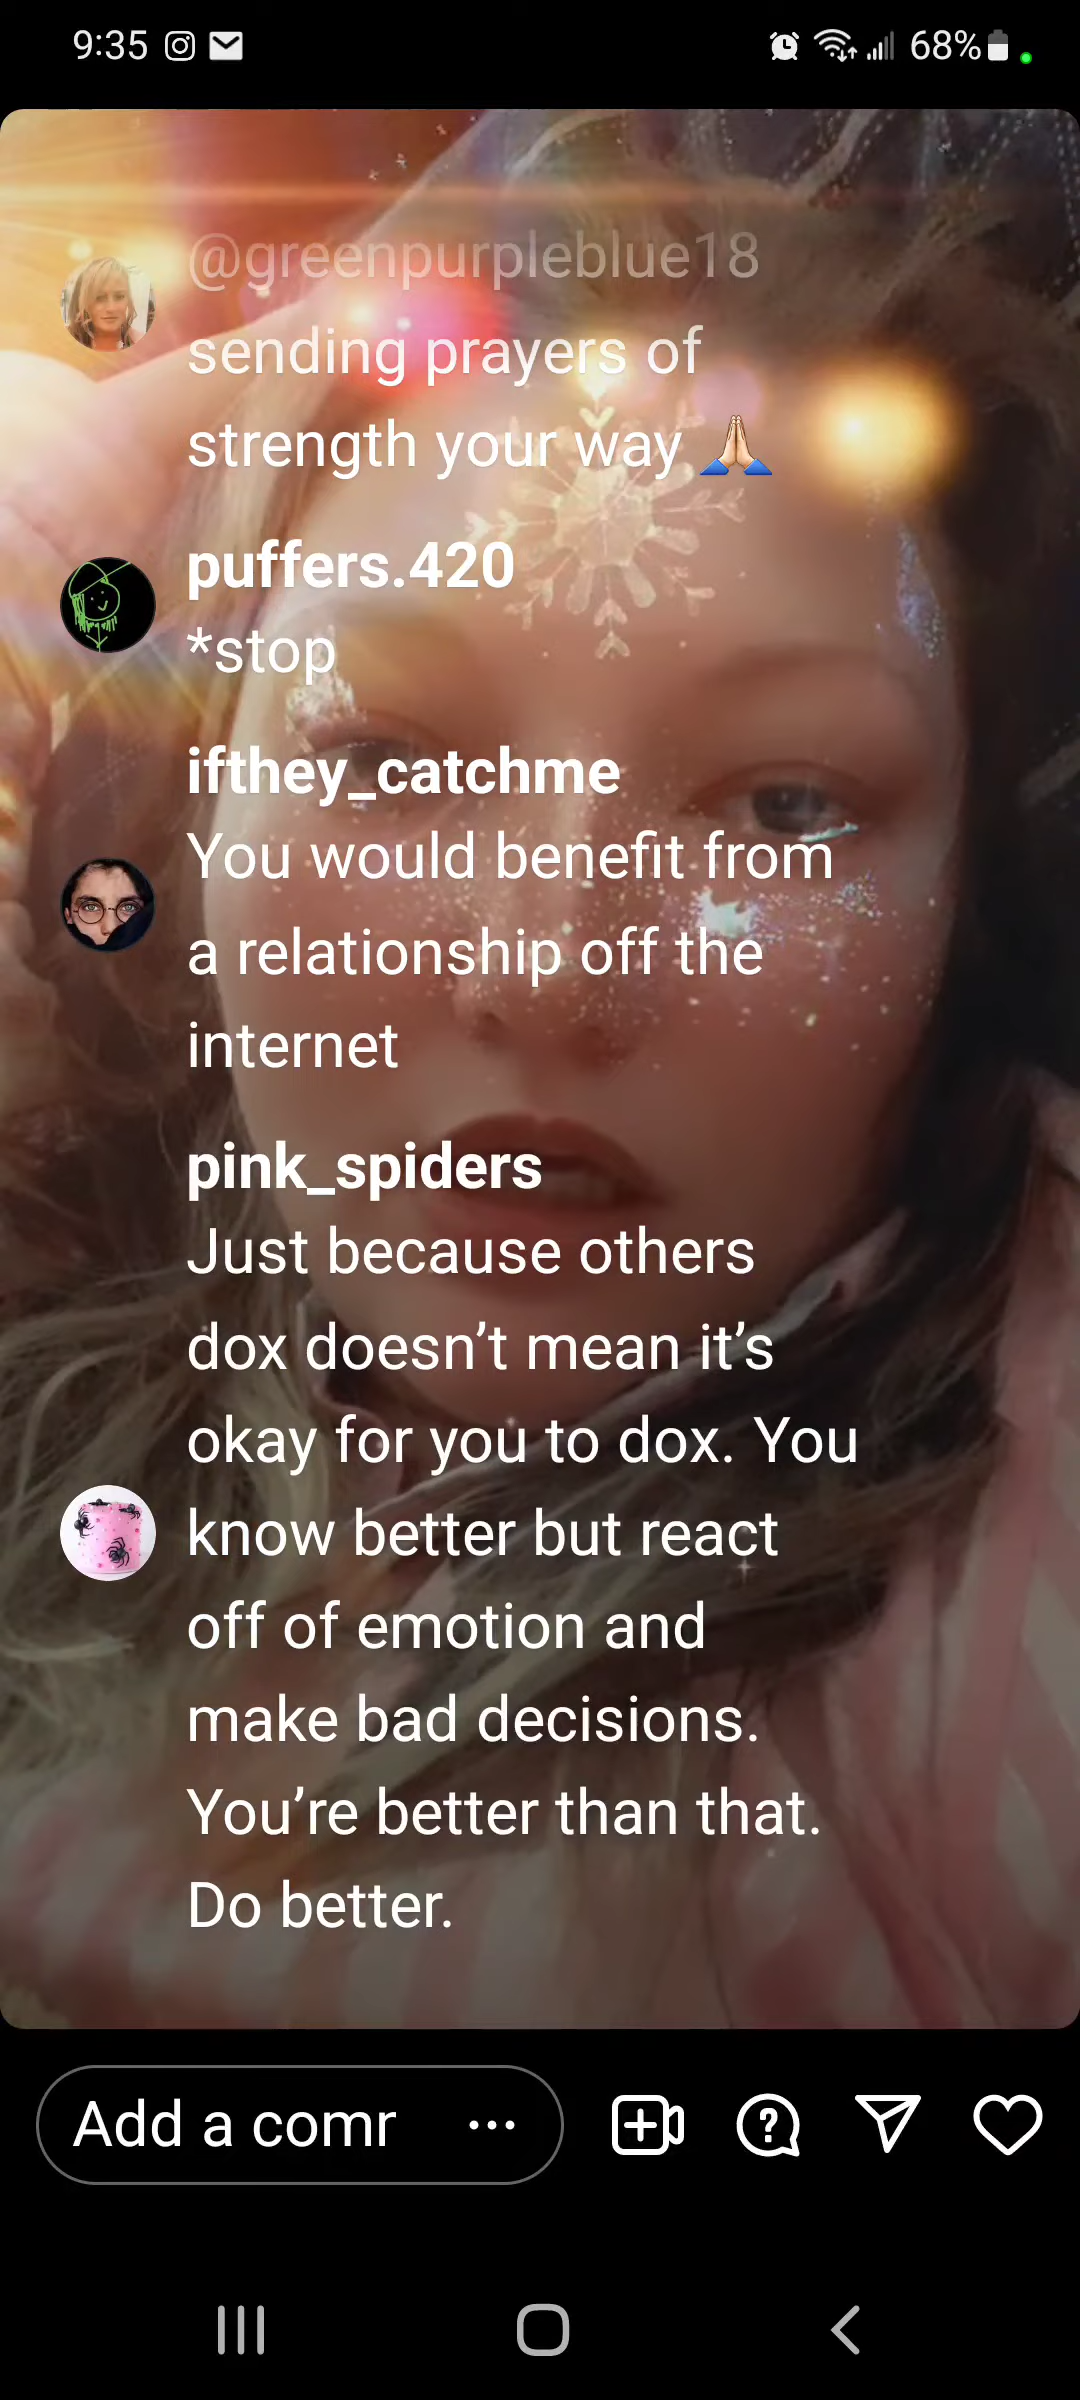 9:35
68%
@greenpurpleblue18
sending prayers of
strength your way 🙏🏻
puffers.420
*stop
ifthey_catchme
You would benefit from
a relationship off the
internet
pink_spiders
Just because others
dox doesn’t mean it’s
okay for you to dox. You
know better but react
off of emotion and
make bad decisions.
You’re better than that.
Do better.
Add a comr